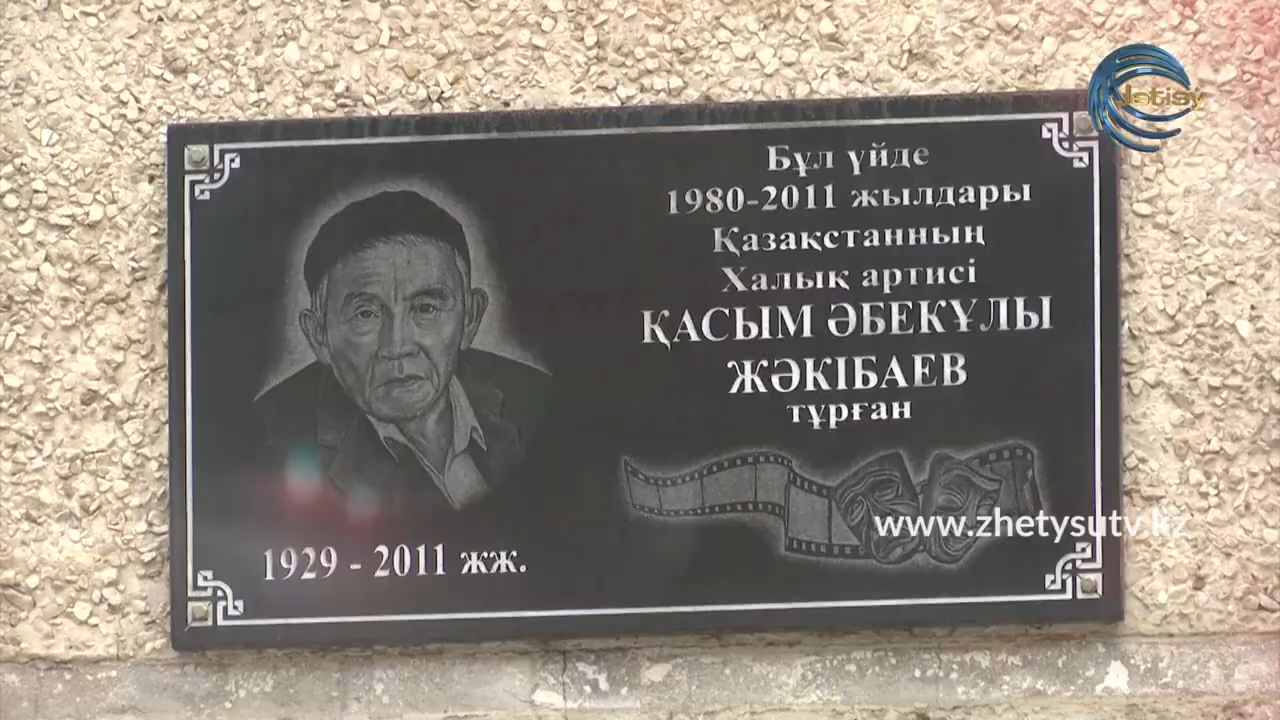 Jetisy
Бұл үйде
1980-2011 жылдары
Қазақстанның
Халық артисі
ҚАСЫМ ӘБЕКҰЛЫ
ЖӘКІБАЕВ
тұрған
1929 - 2011 жж.
www.zhetysutv.kz